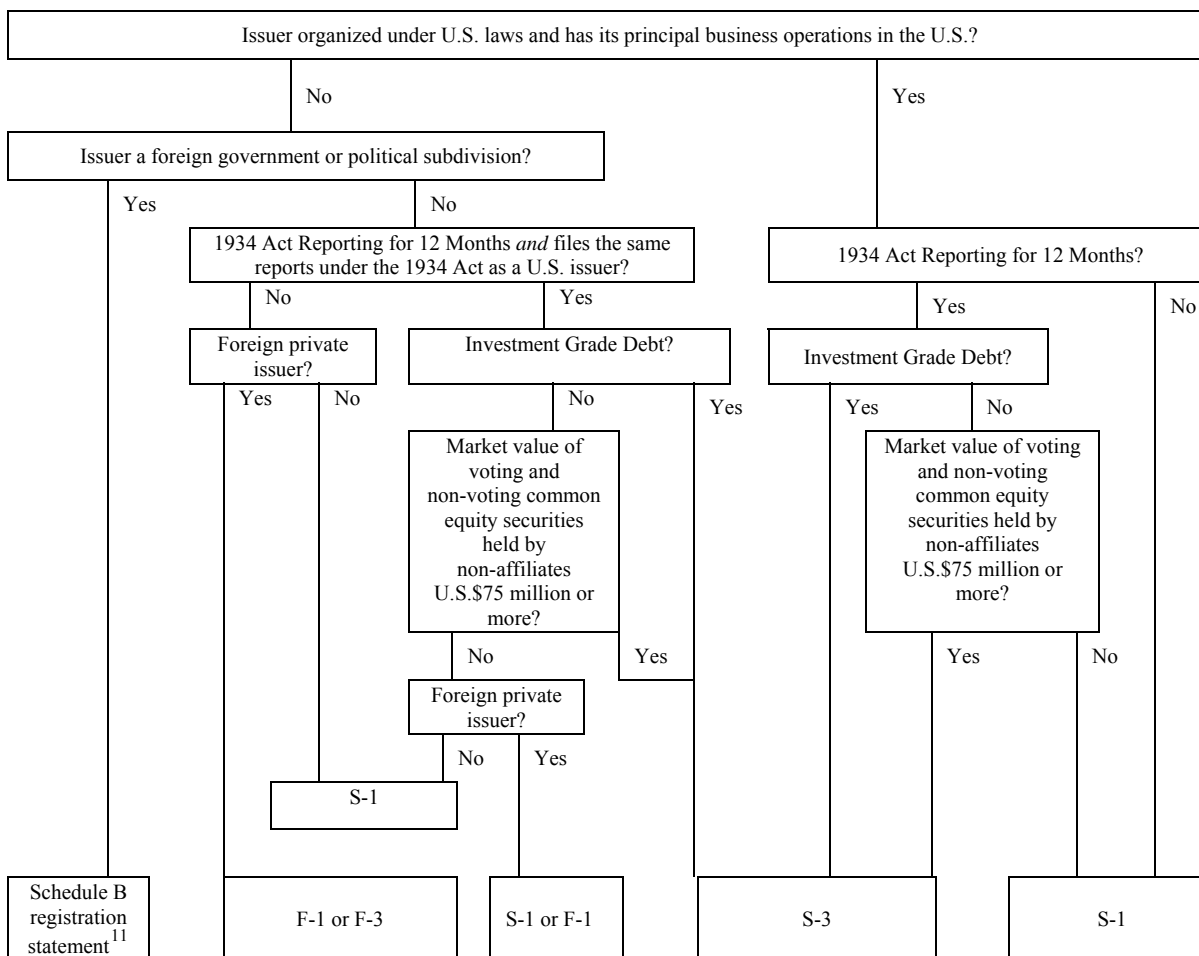 Issuer organized under U.S. laws and has its principal business operations in the U.S.?
No
Yes
Issuer a foreign government or political subdivision?
Yes
No
1934 Act Reporting for 12 Months and files the same
reports under the 1934 Act as a U.S. issuer?
1934 Act Reporting for 12 Months?
No
Yes
Yes
No
Foreign private
issuer?
Investment Grade Debt?
Investment Grade Debt?
Yes
No
No
Yes
Yes
No
Market value of
voting and
non-voting common
equity securities
held by
non-affiliates
U.S.$75 million or
more?
Market value of voting
and non-voting
common equity
securities held by
non-affiliates
U.S.$75 million or
more?
No
Yes
Yes
No
Foreign private
issuer?
No
Yes
S-1
Schedule B
registration
statement11
F-1 or F-3
S-1 or F-1
S-3
S-1